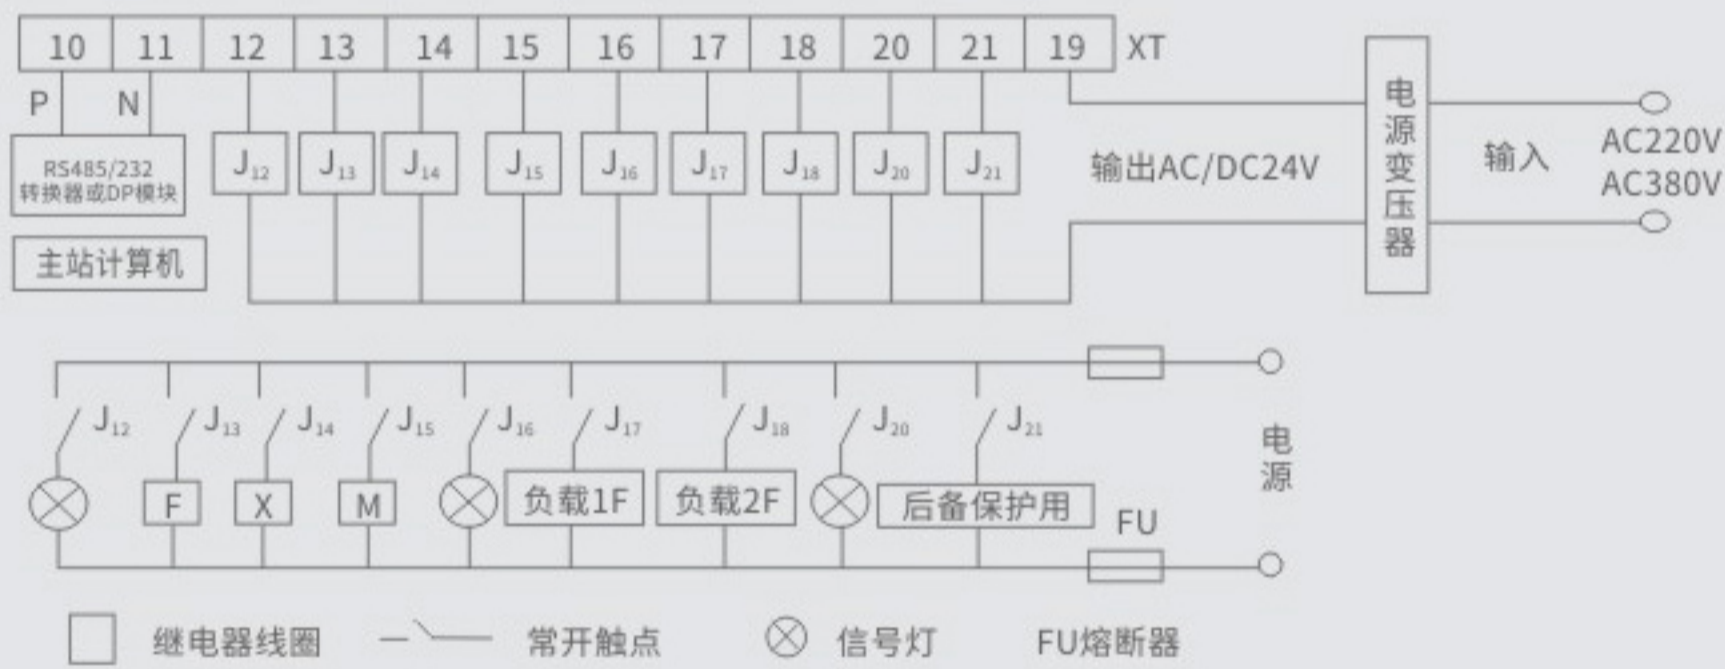 10 11 12 13 14 15 16 17 18 20 21 19 XT
P N
RS485/232
转换器或DP模块
J12 J13 J14 J15 J16 J17 J18 J20 J21
输出AC/DC24V
电源变压器
输入
AC220V
AC380V
主站计算机
J12 J13 J14 J15 J16 J17 J18 J20 J21
F X M 负载1F 负载2F 后备保护用
FU
电源
继电器线圈 常开触点 信号灯 FU熔断器